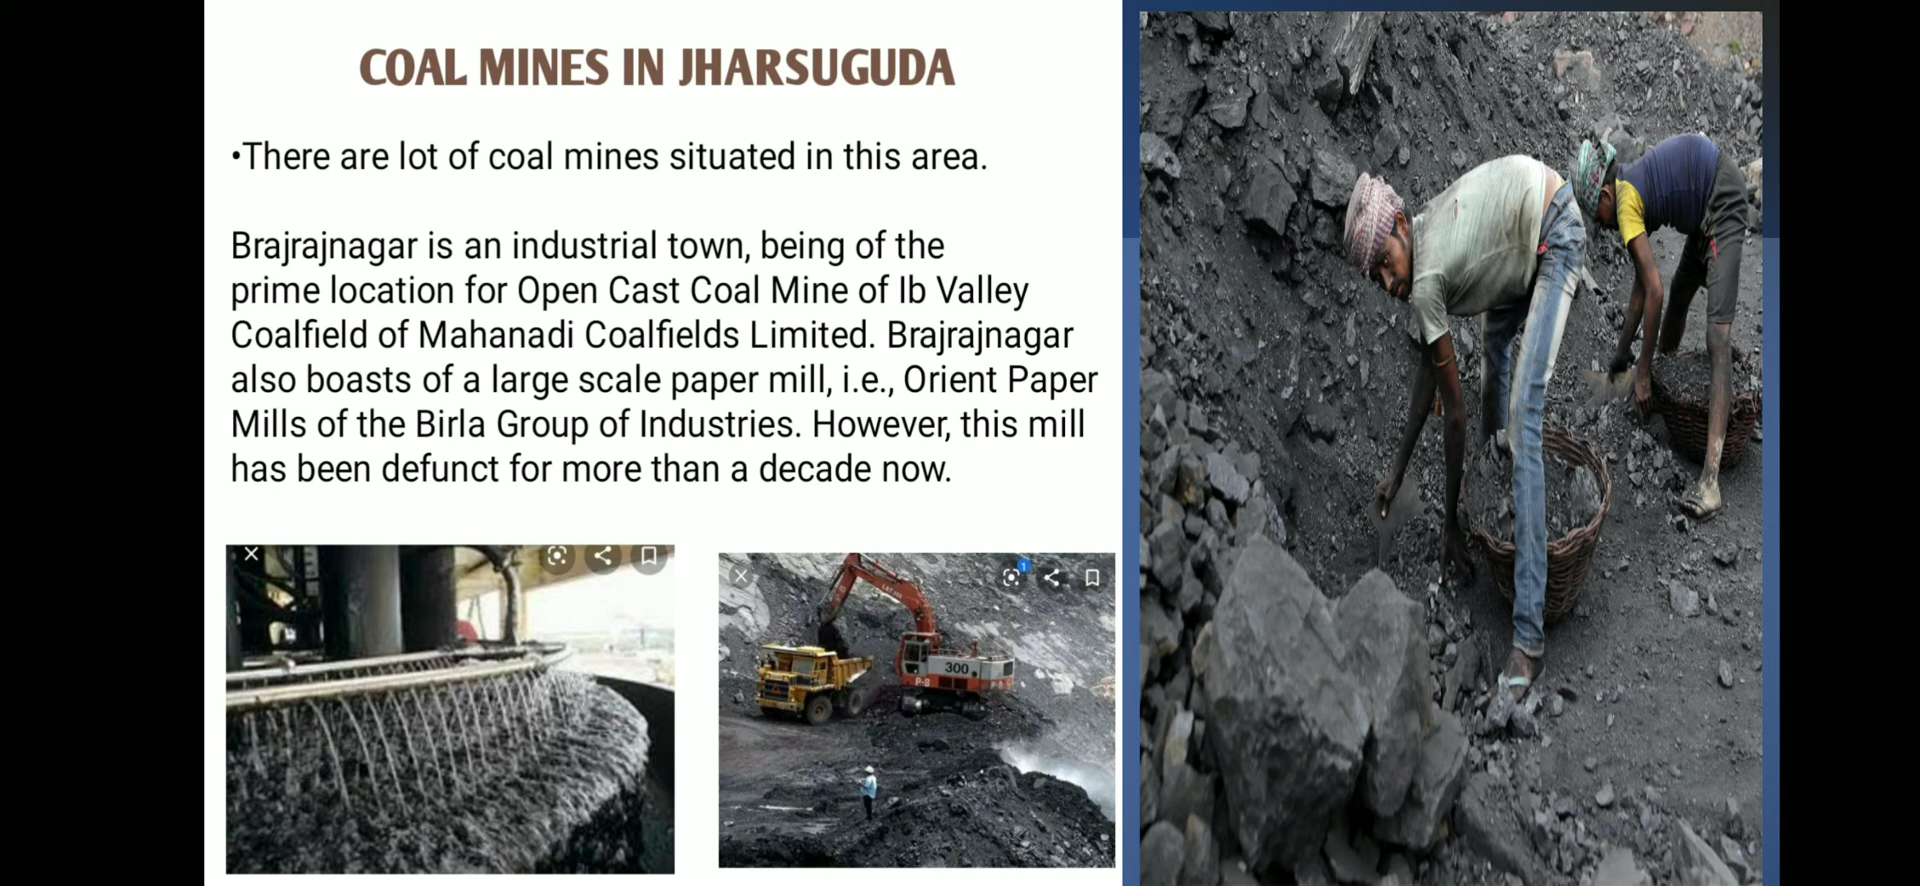 COAL MINES IN JHARSUGUDA
•There are lot of coal mines situated in this area.
Brajrajnagar is an industrial town, being of the
prime location for Open Cast Coal Mine of Ib Valley
Coalfield of Mahanadi Coalfields Limited. Brajrajnagar
also boasts of a large scale paper mill, i.e., Orient Paper
Mills of the Birla Group of Industries. However, this mill
has been defunct for more than a decade now.
1
300
P-8